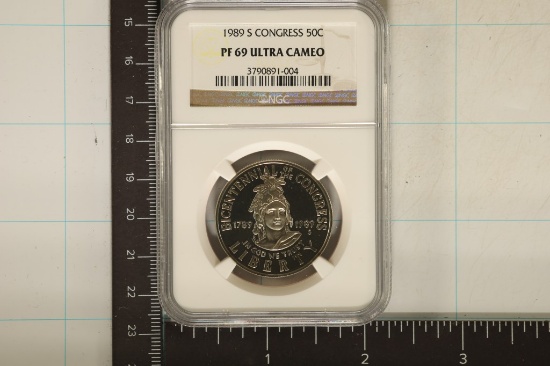 1989 S CONGRESS 50C
PF 69 ULTRA CAMEO
3790891-004
NGC
BICENTENNIAL OF THE CONGRESS
1789 1989
S
IN GOD WE TRUST
LIBERTY
15
16
17
18
19
20
21
22
23
1 2 3